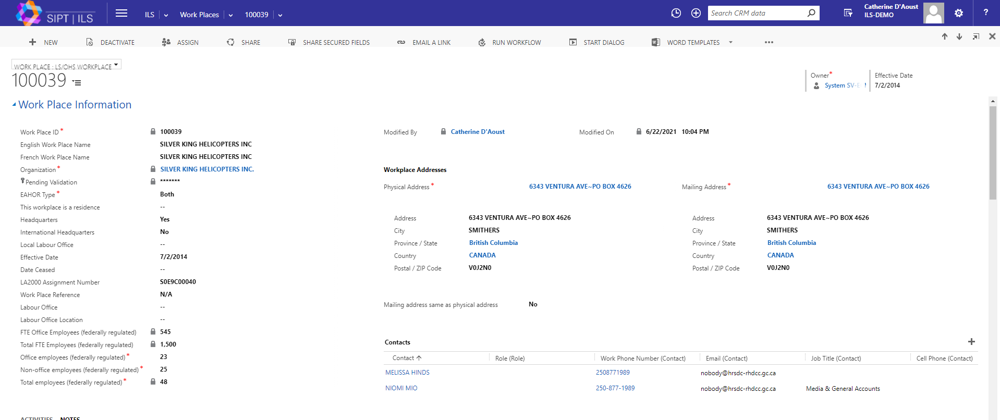 SIPT | ILS
ILS
Work Places
100039
Search CRM data
Catherine D'Aoust
ILS-DEMO
?
NEW
DEACTIVATE
ASSIGN
SHARE
SHARE SECURED FIELDS
EMAIL A LINK
RUN WORKFLOW
START DIALOG
WORD TEMPLATES
WORK PLACE : LS/OHS WORKPLACE
100039
Owner*
System SV-E
Effective Date
7/2/2014
Work Place Information
Work Place ID* 100039
English Work Place Name SILVER KING HELICOPTERS INC
French Work Place Name SILVER KING HELICOPTERS INC
Organization* SILVER KING HELICOPTERS INC.
Pending Validation *******
EAHOR Type* Both
This workplace is a residence --
Headquarters Yes
International Headquarters No
Local Labour Office --
Effective Date 7/2/2014
Date Ceased --
LA2000 Assignment Number S0E9C00040
Work Place Reference N/A
Labour Office --
Labour Office Location --
FTE Office Employees (federally regulated) 545
Total FTE Employees (federally regulated) 1,500
Office employees (federally regulated)* 23
Non-office employees (federally regulated)* 25
Total employees (federally regulated)* 48
Modified By Catherine D'Aoust Modified On 6/22/2021 10:04 PM
Workplace Addresses
Physical Address* 6343 VENTURA AVE~PO BOX 4626
Address 6343 VENTURA AVE~PO BOX 4626
City SMITHERS
Province / State British Columbia
Country CANADA
Postal / ZIP Code V0J2N0
Mailing Address* 6343 VENTURA AVE~PO BOX 4626
Address 6343 VENTURA AVE~PO BOX 4626
City SMITHERS
Province / State British Columbia
Country CANADA
Postal / ZIP Code V0J2N0
Mailing address same as physical address No
Contacts
Contact Role (Role) Work Phone Number (Contact) Email (Contact) Job Title (Contact) Cell Phone (Contact)
MELISSA HINDS 2508771989 nobody@hrsdc-rhdcc.gc.ca
NIOMI MIO 250-877-1989 nobody@hrsdc-rhdcc.gc.ca Media & General Accounts
ACTIVITIES NOTES